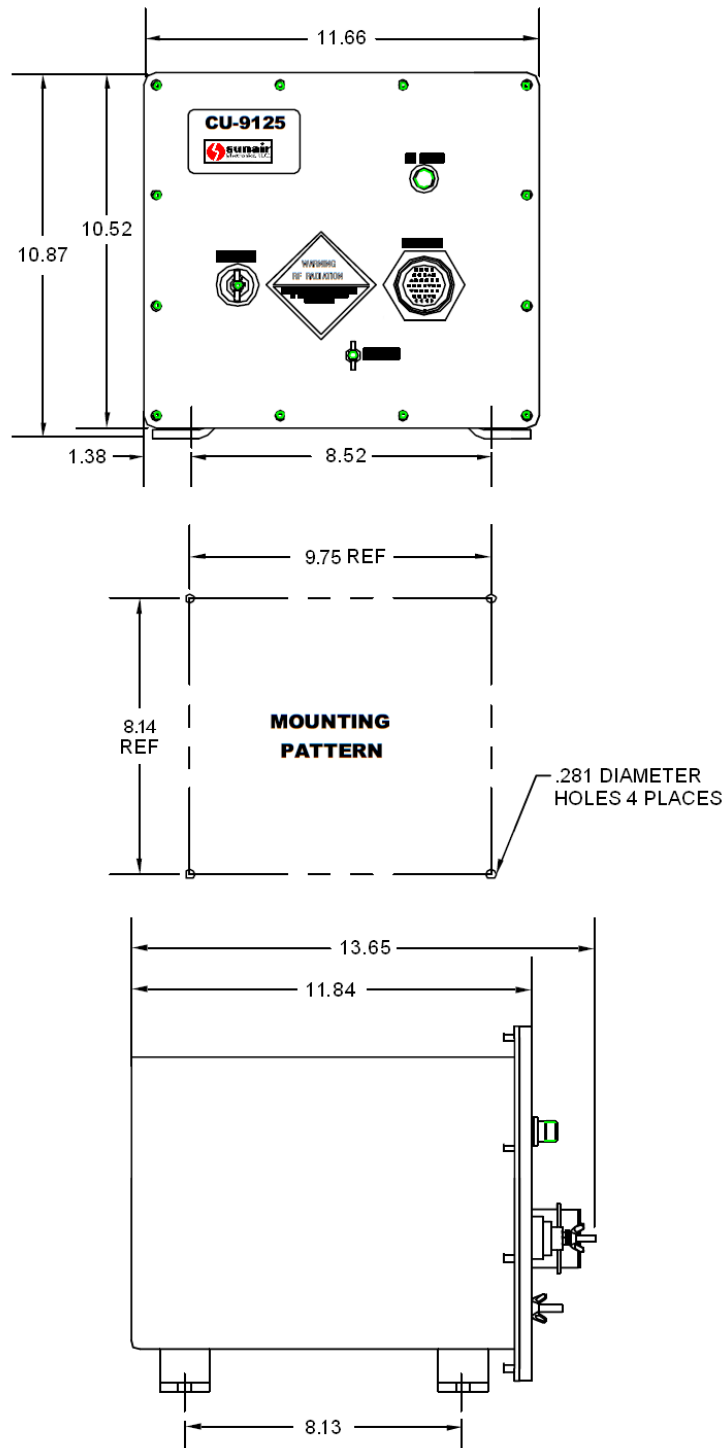 11.66
CU-9125
sunair
10.87
10.52
WARNING
RF RADIATION
1.38
8.52
9.75 REF
8.14
REF
MOUNTING
PATTERN
.281 DIAMETER
HOLES 4 PLACES
13.65
11.84
8.13